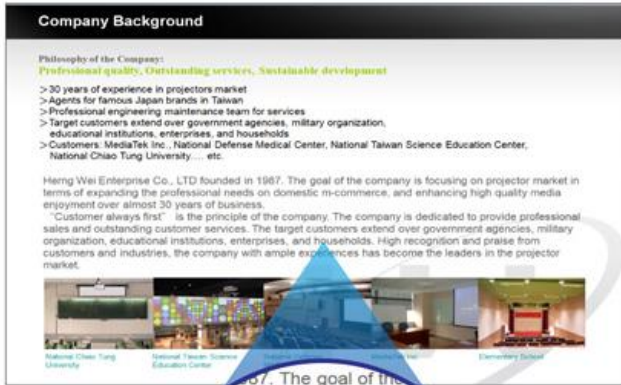 Company Background
Philosophy of the Company:
Professional quality, Outstanding services, Sustainable development
>30 years of experience in projectors market
>Agents for famous Japan brands in Taiwan
>Professional engineering maintenance team for services
>Target customers extend over government agencies, military organization,
educational institutions, enterprises, and households
>Customers: MediaTek Inc., National Defense Medical Center, National Taiwan Science Education Center,
National Chiao Tung University.... etc.
Herng Wei Enterprise Co., LTD founded in 1987. The goal of the company is focusing on projector market in
terms of expanding the professional needs on domestic m-commerce, and enhancing high quality media
enjoyment over almost 30 years of business.
"Customer always first" is the principle of the company. The company is dedicated to provide professional
sales and outstanding customer services. The target customers extend over government agencies, military
organization, educational institutions, enterprises, and households. High recognition and praise from
customers and industries, the company with ample experiences has become the leaders in the projector
market.
National Chiao Tung
University
National Taiwan Science
Education Center
Elementary School
87. The goal of the